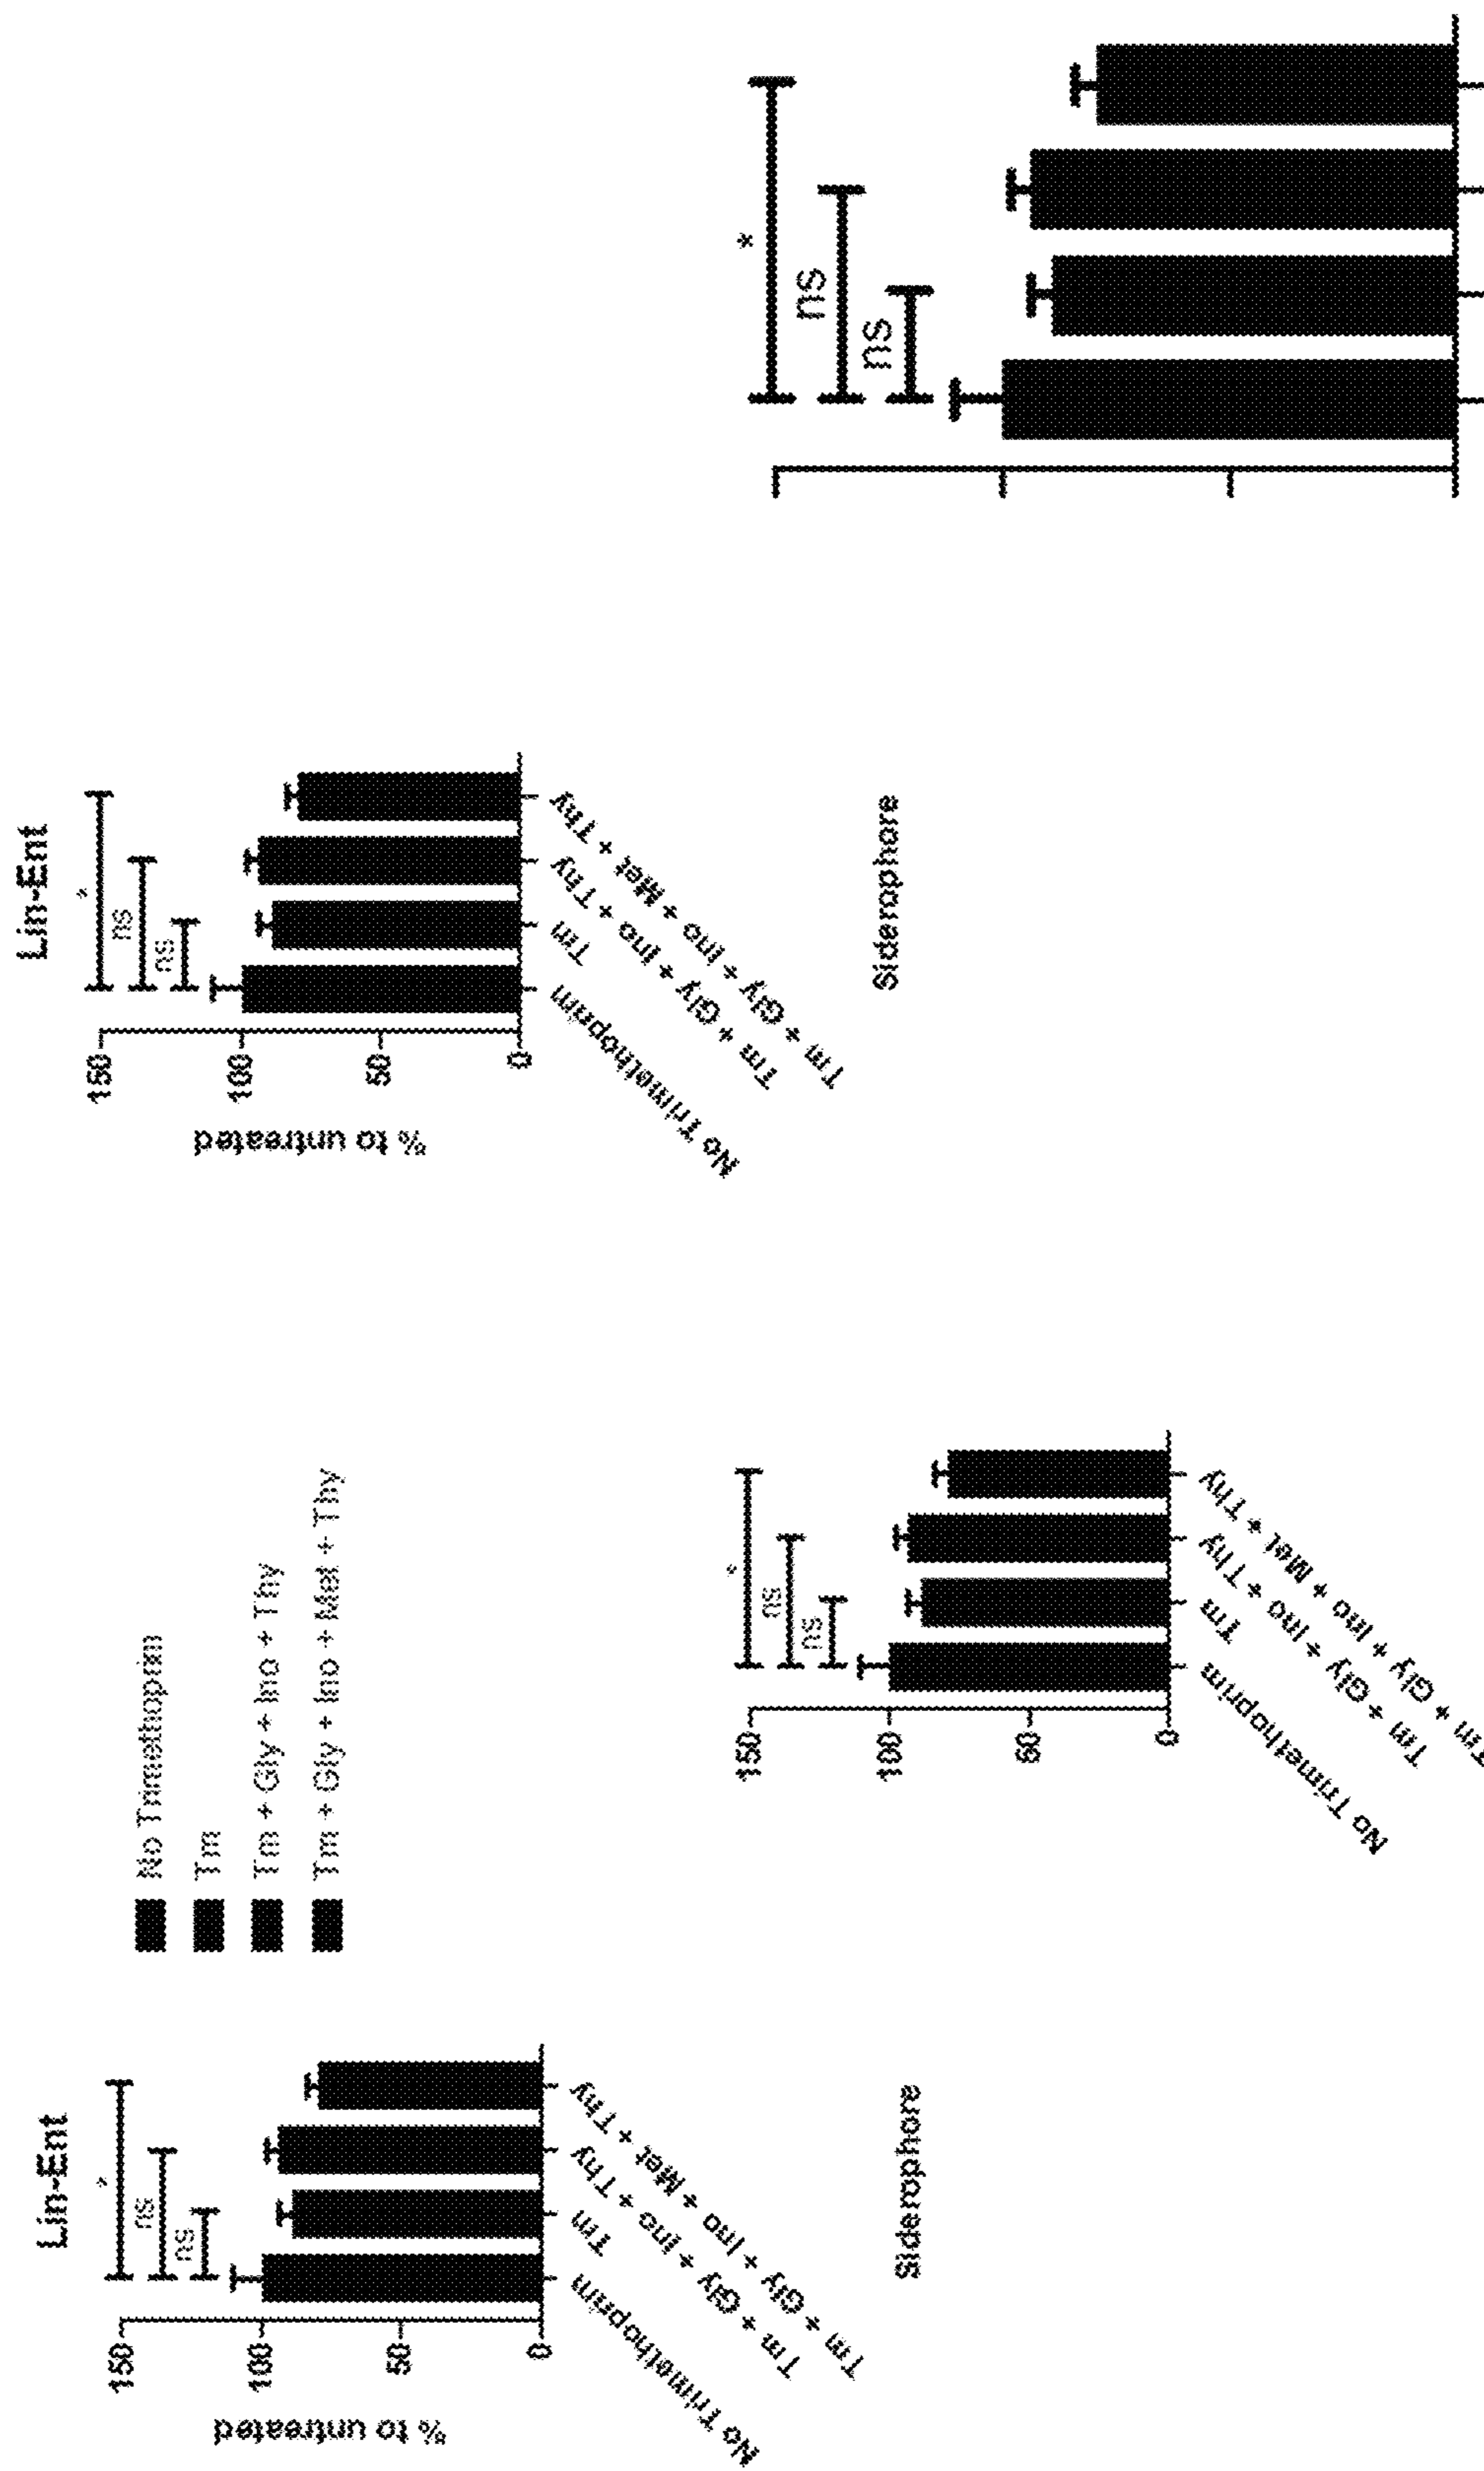 Lin-Ent
*
ns
ns
150
100
50
0
% to untreated
No Trimethoprim
Tm
Tm + Gly + Ino + Thy
Tm + Gly + Ino + Met + Thy
Siderophore
No Trimethoprim
Tm
Tm + Gly + Ino + Thy
Tm + Gly + Ino + Met + Thy
Lin-Ent
*
ns
ns
150
100
50
0
% to untreated
No Trimethoprim
Tm
Tm + Gly + Ino + Thy
Tm + Gly + Ino + Met + Thy
Siderophore
*
ns
ns
150
100
50
0
No Trimethoprim
Tm
Tm + Gly + Ino + Thy
Tm + Gly + Ino + Met + Thy
*
ns
ns